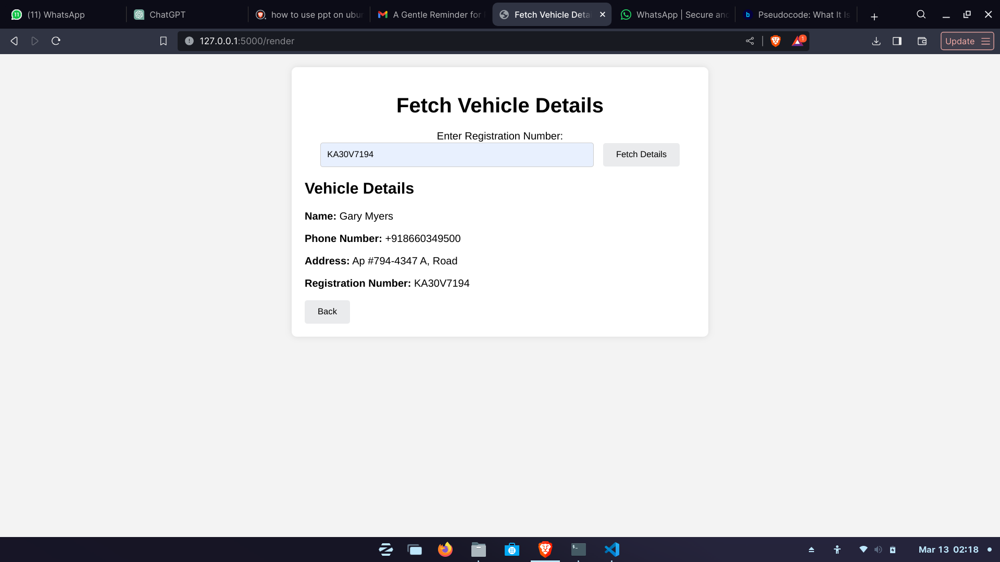 (11) WhatsApp
ChatGPT
how to use ppt on ubun
A Gentle Reminder for
Fetch Vehicle Detai
WhatsApp | Secure and
Pseudocode: What It Is
127.0.0.1:5000/render
1
Update
Fetch Vehicle Details
Enter Registration Number:
KA30V7194
Fetch Details
Vehicle Details
Name: Gary Myers
Phone Number: +918660349500
Address: Ap #794-4347 A, Road
Registration Number: KA30V7194
Back
Mar 13 02:18